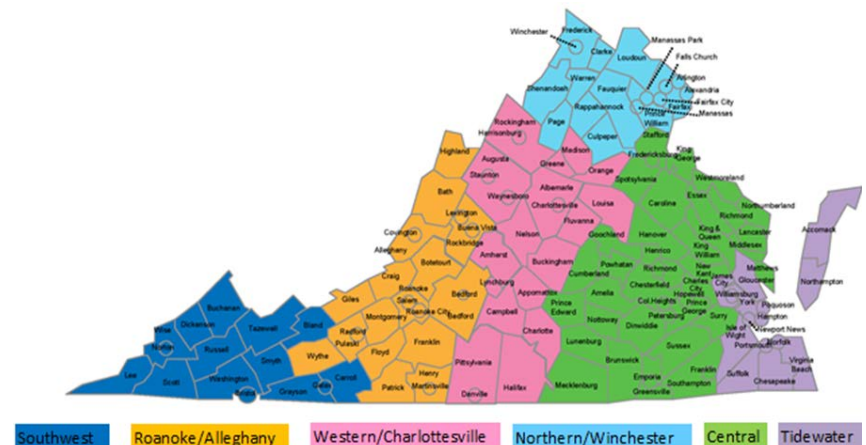 Winchester
Frederick
Clarke
Loudoun
Manassas Park
Falls Church
Arlington
Alexandria
Fairfax City
Fairfax
Manassas
Prince
William
Warren
Fauquier
Shenandoah
Rappahannock
Page
Culpeper
Stafford
Rockingham
Harrisonburg
Madison
Greene
Orange
Augusta
Staunton
Waynesboro
Albemarle
Charlottesville
Louisa
Fluvanna
Nelson
Amherst
Buckingham
Lynchburg
Appomattox
Campbell
Charlotte
Pittsylvania
Danville
Halifax
Highland
Bath
Lexington
Buena Vista
Rockbridge
Covington
Alleghany
Botetourt
Craig
Roanoke
Salem
Roanoke City
Bedford
Bedford
Giles
Montgomery
Radford
Pulaski
Wythe
Floyd
Franklin
Patrick
Henry
Martinsville
Buchanan
Dickenson
Wise
Norton
Tazewell
Bland
Russell
Smyth
Lee
Scott
Washington
Bristol
Grayson
Galax
Carroll
Fredericksburg
King
George
Spotsylvania
Westmoreland
Caroline
Essex
Northumberland
Richmond
Goochland
Hanover
King &
Queen
Lancaster
Middlesex
King
William
Henrico
Powhatan
Richmond
New
Kent
James
City
Mathews
Gloucester
Cumberland
Chesterfield
Charles
City
Amelia
Col.Heights
Hopewell
Prince
George
Prince
Edward
Petersburg
Surry
Nottoway
Dinwiddie
Lunenburg
Sussex
Brunswick
Mecklenburg
Emporia
Greensville
Southampton
Franklin
Williamsburg
York
Poquoson
Hampton
Newport News
Isle of
Wight
Portsmouth
Norfolk
Suffolk
Virginia
Beach
Chesapeake
Accomack
Northampton
Southwest
Roanoke/Alleghany
Western/Charlottesville
Northern/Winchester
Central
Tidewater